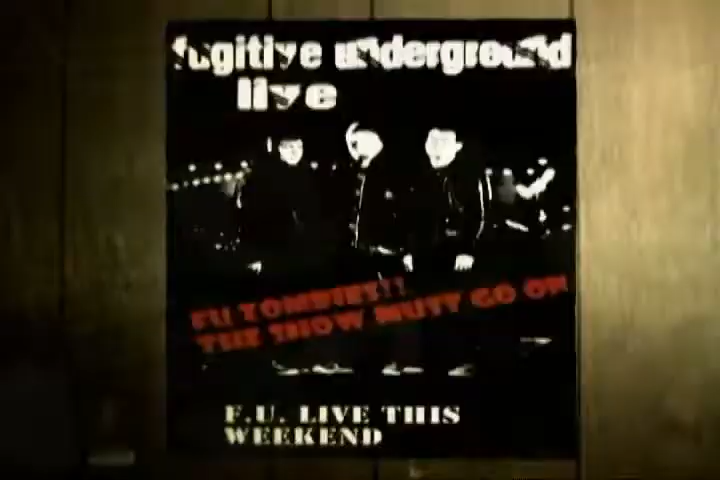 fugitive underground
live
FU ZOMBIES!!
THE SHOW MUST GO ON
F.U. LIVE THIS
WEEKEND